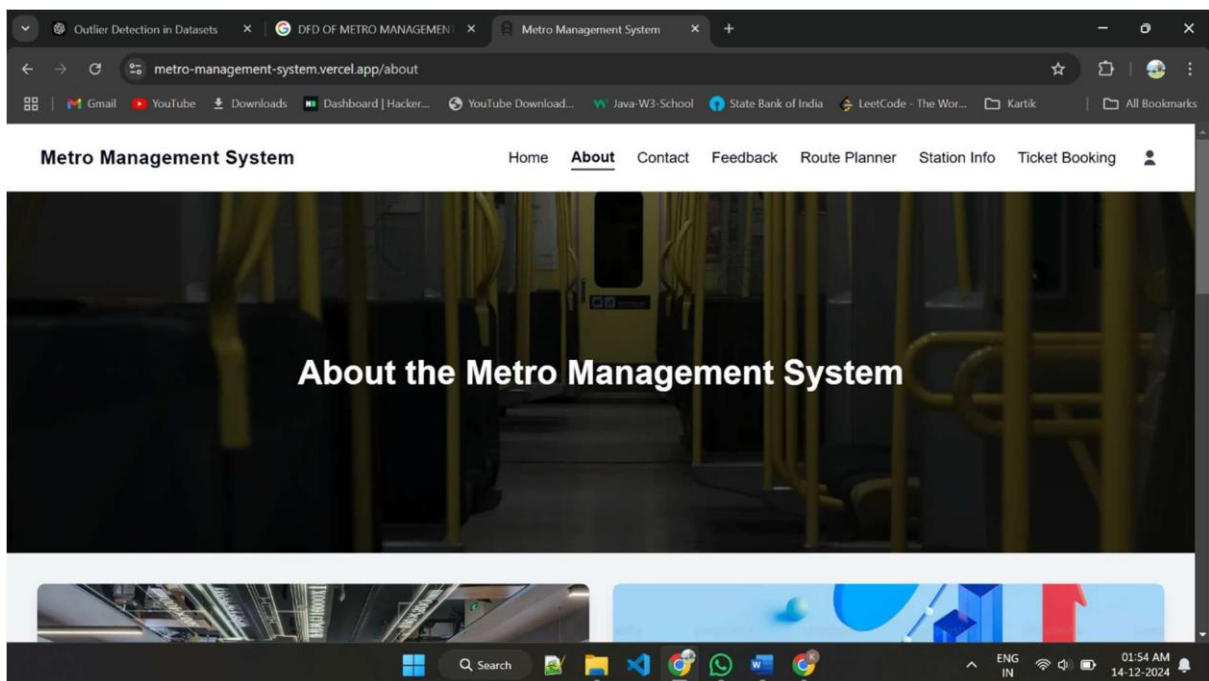 Outlier Detection in Datasets
DFD OF METRO MANAGEMENT
Metro Management System
metro-management-system.vercel.app/about
Gmail YouTube Downloads Dashboard | Hacker... YouTube Download... Java-W3-School State Bank of India LeetCode - The Wor... Kartik All Bookmarks
Metro Management System Home About Contact Feedback Route Planner Station Info Ticket Booking
About the Metro Management System
Search ENG 01:54 AM
IN 14-12-2024